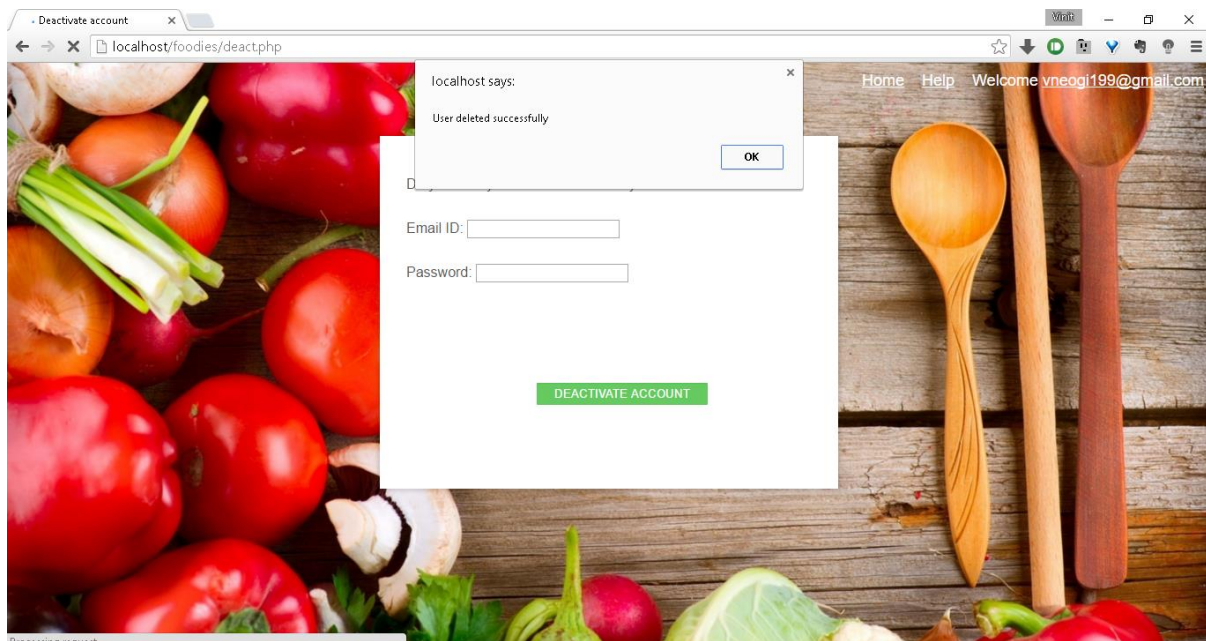 Deactivate account
Vinit
localhost/foodies/deact.php
localhost says:
User deleted successfully
OK
Home Help Welcome vneogi199@gmail.com
Email ID:
Password:
DEACTIVATE ACCOUNT